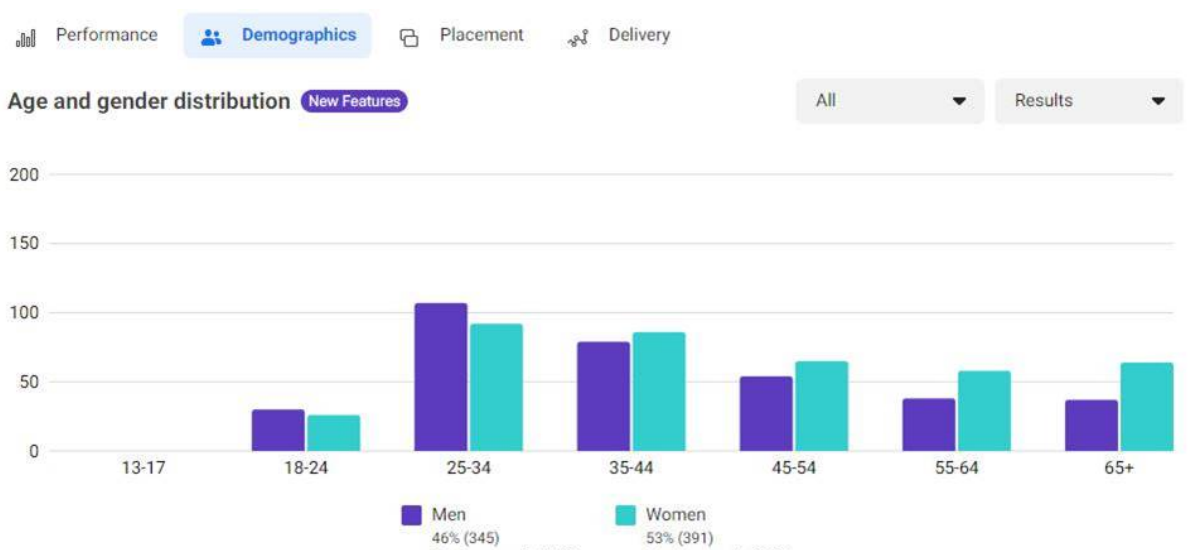 Performance Demographics Placement Delivery
Age and gender distribution New Features All Results
200
150
100
50
0
13-17 18-24 25-34 35-44 45-54 55-64 65+
Men Women
46% (345) 53% (391)